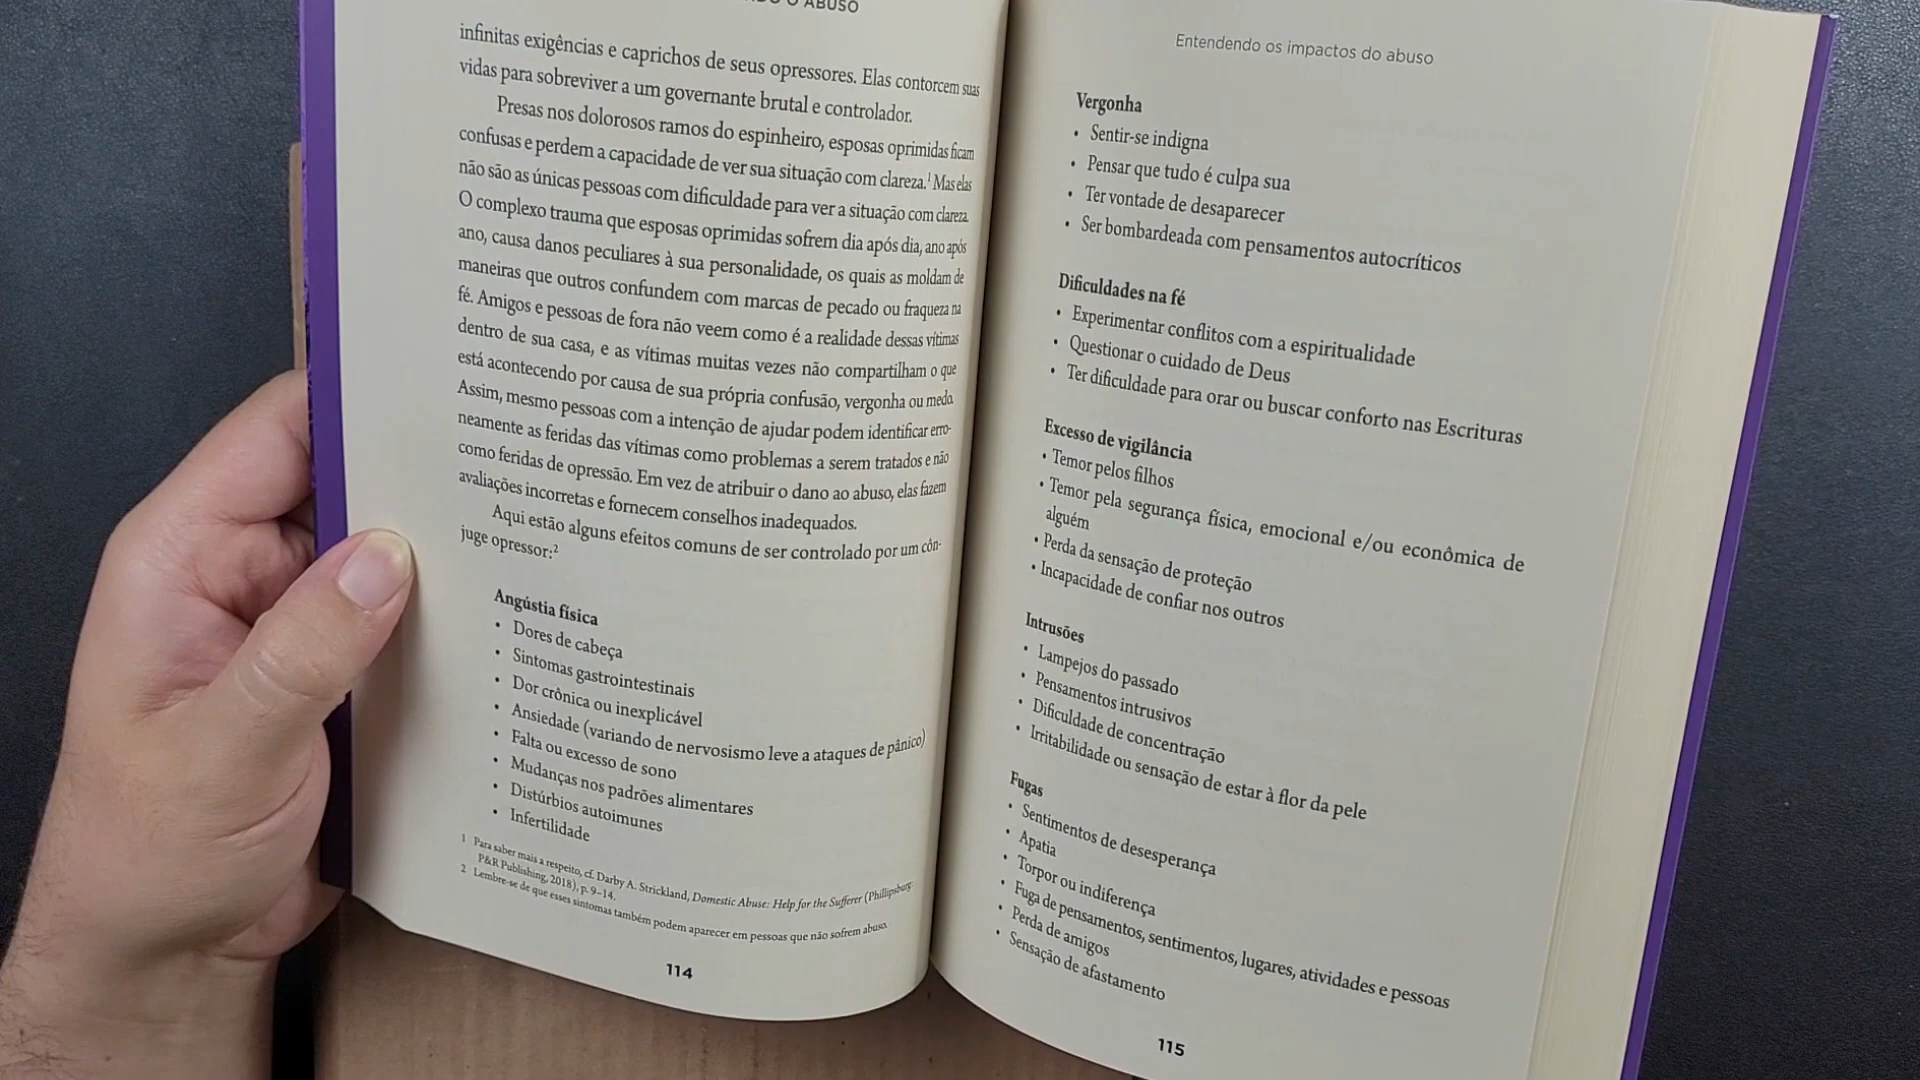 O ABUSO
infinitas exigências e caprichos de seus opressores. Elas contorcem suas
vidas para sobreviver a um governante brutal e controlador.
Presas nos dolorosos ramos do espinheiro, esposas oprimidas ficam
confusas e perdem a capacidade de ver sua situação com clareza.¹ Mas elas
não são as únicas pessoas com dificuldade para ver a situação com clareza.
O complexo trauma que esposas oprimidas sofrem dia após dia, ano após
ano, causa danos peculiares à sua personalidade, os quais as moldam de
maneiras que outros confundem com marcas de pecado ou fraqueza na
fé. Amigos e pessoas de fora não veem como é a realidade dessas vítimas
dentro de sua casa, e as vítimas muitas vezes não compartilham o que
está acontecendo por causa de sua própria confusão, vergonha ou medo.
Assim, mesmo pessoas com a intenção de ajudar podem identificar erro-
neamente as feridas das vítimas como problemas a serem tratados e não
como feridas de opressão. Em vez de atribuir o dano ao abuso, elas fazem
avaliações incorretas e fornecem conselhos inadequados.
Aqui estão alguns efeitos comuns de ser controlado por um côn-
juge opressor:²
Angústia física
• Dores de cabeça
• Sintomas gastrointestinais
• Dor crônica ou inexplicável
• Ansiedade (variando de nervosismo leve a ataques de pânico)
• Falta ou excesso de sono
• Mudanças nos padrões alimentares
• Distúrbios autoimunes
• Infertilidade
1 Para saber mais a respeito, cf. Darby A. Strickland, Domestic Abuse: Help for the Sufferer (Phillipsburg:
P&R Publishing, 2018), p. 9–14.
2 Lembre-se de que esses sintomas também podem aparecer em pessoas que não sofrem abuso.
114
Entendendo os impactos do abuso
Vergonha
• Sentir-se indigna
• Pensar que tudo é culpa sua
• Ter vontade de desaparecer
• Ser bombardeada com pensamentos autocríticos
Dificuldades na fé
• Experimentar conflitos com a espiritualidade
• Questionar o cuidado de Deus
• Ter dificuldade para orar ou buscar conforto nas Escrituras
Excesso de vigilância
• Temor pelos filhos
• Temor pela segurança física, emocional e/ou econômica de
alguém
• Perda da sensação de proteção
• Incapacidade de confiar nos outros
Intrusões
• Lampejos do passado
• Pensamentos intrusivos
• Dificuldade de concentração
• Irritabilidade ou sensação de estar à flor da pele
Fugas
• Sentimentos de desesperança
• Apatia
• Torpor ou indiferença
• Fuga de pensamentos, sentimentos, lugares, atividades e pessoas
• Perda de amigos
• Sensação de afastamento
115